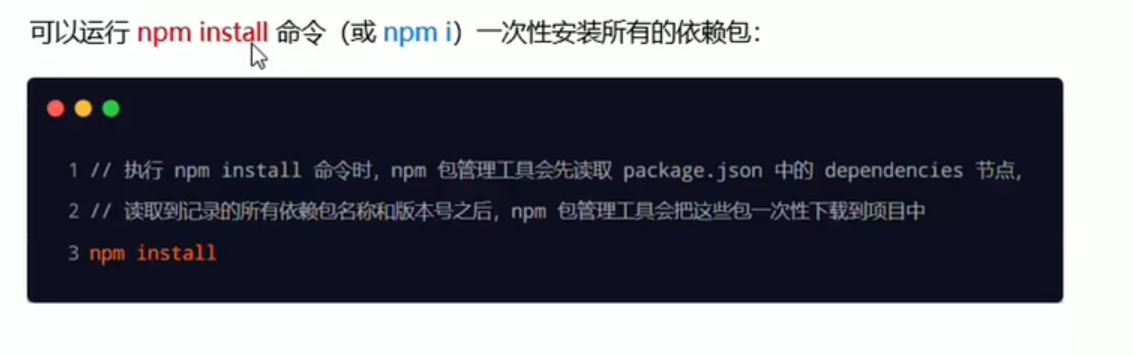 可以运行 npm install 命令（或 npm i）一次性安装所有的依赖包：
1 // 执行 npm install 命令时，npm 包管理工具会先读取 package.json 中的 dependencies 节点，
2 // 读取到记录的所有依赖包名称和版本号之后，npm 包管理工具会把这些包一次性下载到项目中
3 npm install